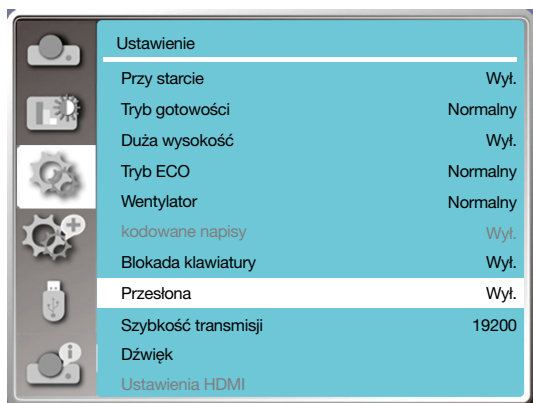 Ustawienie
Przy starcie Wył.
Tryb gotowości Normalny
Duża wysokość Wył.
Tryb ECO Normalny
Wentylator Normalny
kodowane napisy Wył.
Blokada klawiatury Wył.
Przesłona Wył.
Szybkość transmisji 19200
Dźwięk
Ustawienia HDMI